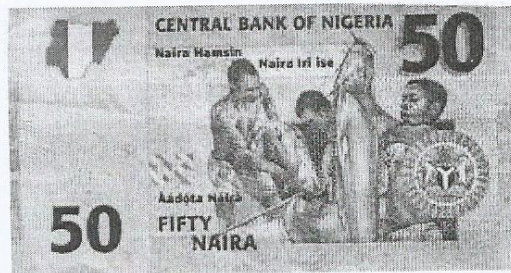 CENTRAL BANK OF NIGERIA 50
Naira Hamsin
Naira Iri ise
Aadota Naira
50
FIFTY
NAIRA